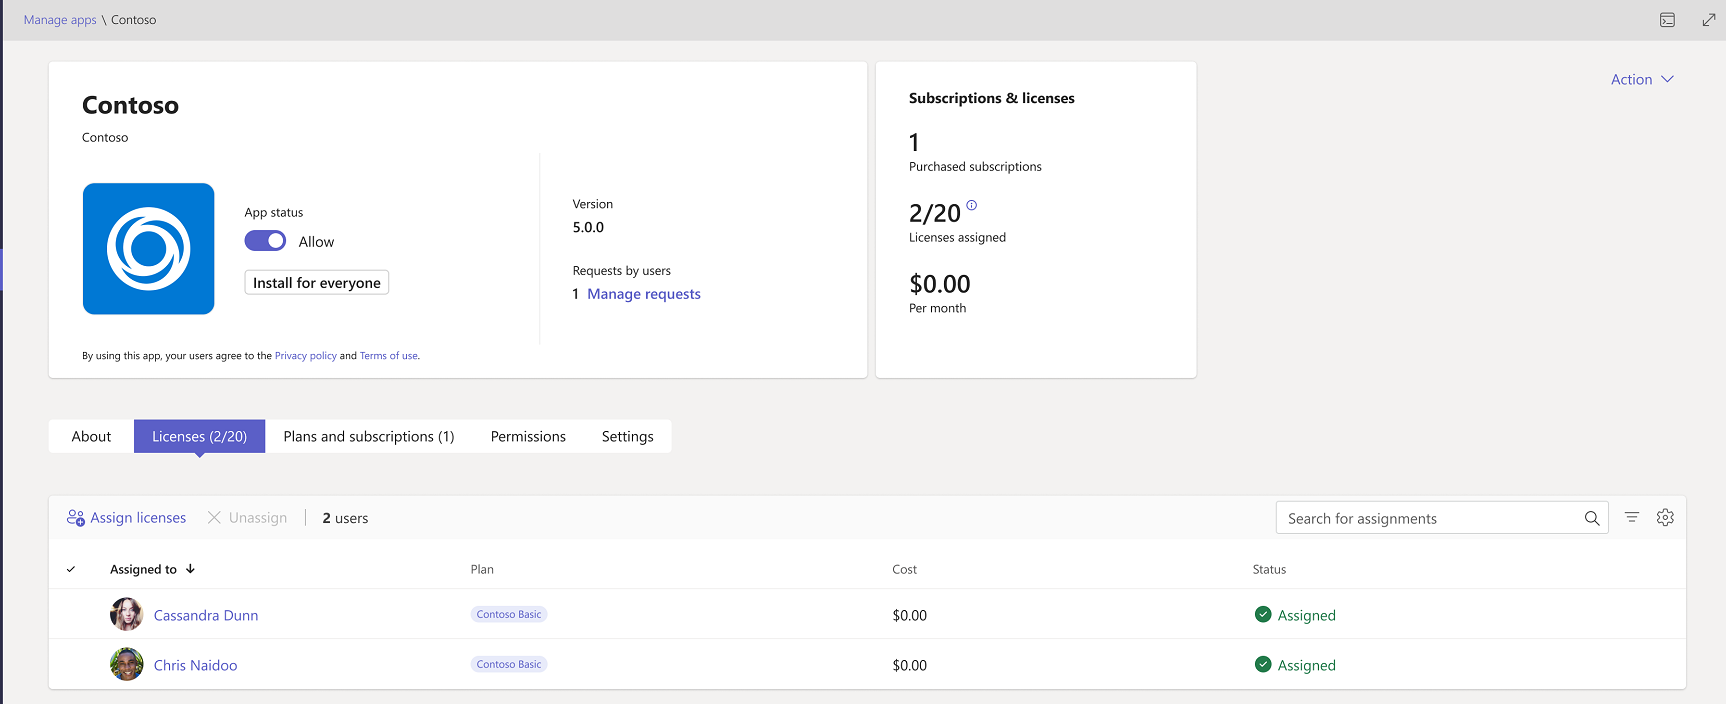 Manage apps \ Contoso
Action
Contoso
Contoso
App status
Allow
Install for everyone
Version
5.0.0
Requests by users
1 Manage requests
By using this app, your users agree to the Privacy policy and Terms of use.
Subscriptions & licenses
1
Purchased subscriptions
2/20
Licenses assigned
$0.00
Per month
About Licenses (2/20) Plans and subscriptions (1) Permissions Settings
Assign licenses Unassign 2 users Search for assignments
Assigned to Plan Cost Status
Cassandra Dunn Contoso Basic $0.00 Assigned
Chris Naidoo Contoso Basic $0.00 Assigned